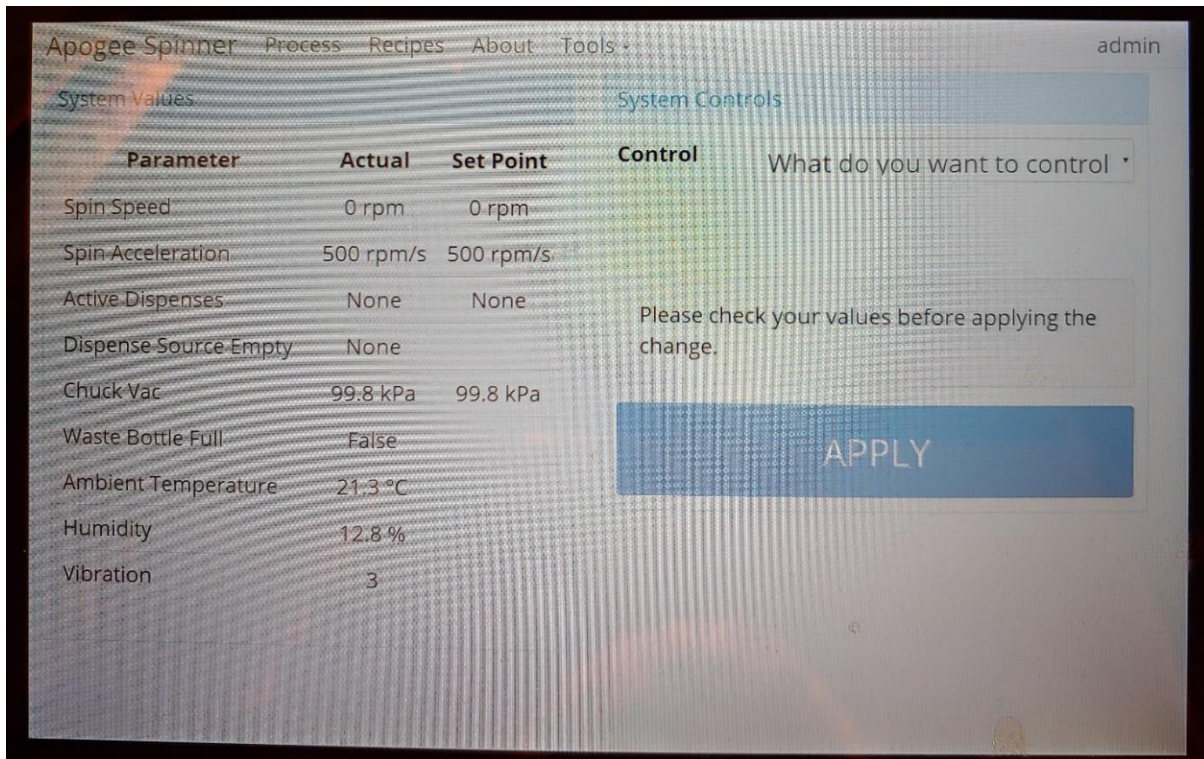 Apogee Spinner Process Recipes About Tools admin
System Values
System Controls
Parameter Actual Set Point
Control What do you want to control
Spin Speed 0 rpm 0 rpm
Spin Acceleration 500 rpm/s 500 rpm/s
Active Dispenses None None
Please check your values before applying the
change.
Dispense Source Empty None
Chuck Vac 99.8 kPa 99.8 kPa
Waste Bottle Full False
APPLY
Ambient Temperature 21.3 °C
Humidity 12.8 %
Vibration 3